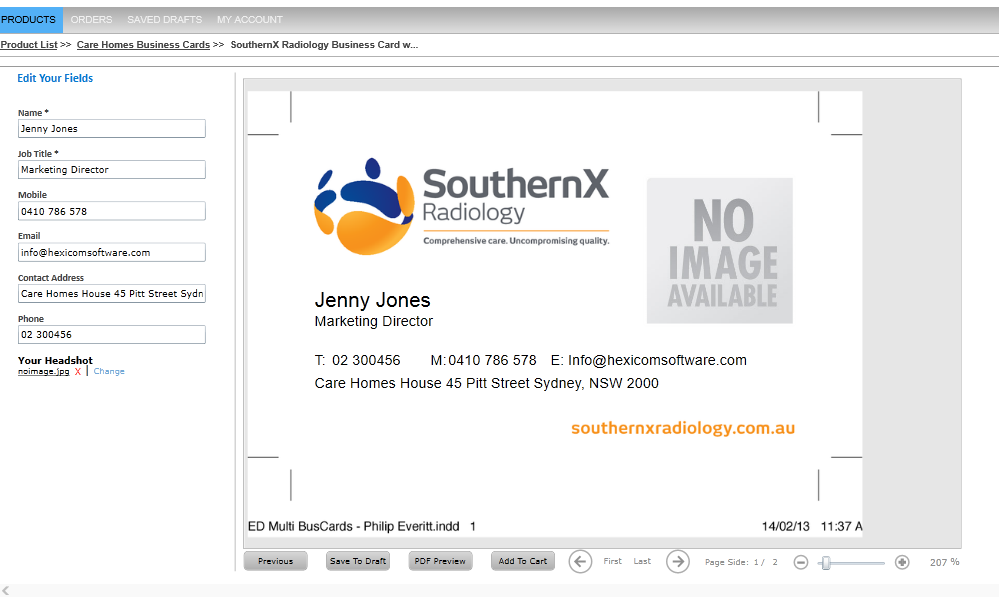 PRODUCTS ORDERS SAVED DRAFTS MY ACCOUNT
Product List >> Care Homes Business Cards >> SouthernX Radiology Business Card w...
Edit Your Fields
Name *
Jenny Jones
Job Title *
Marketing Director
Mobile
0410 786 578
Email
info@hexicomsoftware.com
Contact Address
Care Homes House 45 Pitt Street Sydn
Phone
02 300456
Your Headshot
noimage.jpg X | Change
SouthernX
Radiology
Comprehensive care. Uncompromising quality.
NO
IMAGE
AVAILABLE
Jenny Jones
Marketing Director
T: 02 300456 M: 0410 786 578 E: Info@hexicomsoftware.com
Care Homes House 45 Pitt Street Sydney, NSW 2000
southernxradiology.com.au
ED Multi BusCards - Philip Everitt.indd 1 14/02/13 11:37 A
Previous Save To Draft PDF Preview Add To Cart First Last Page Side: 1 / 2 207 %